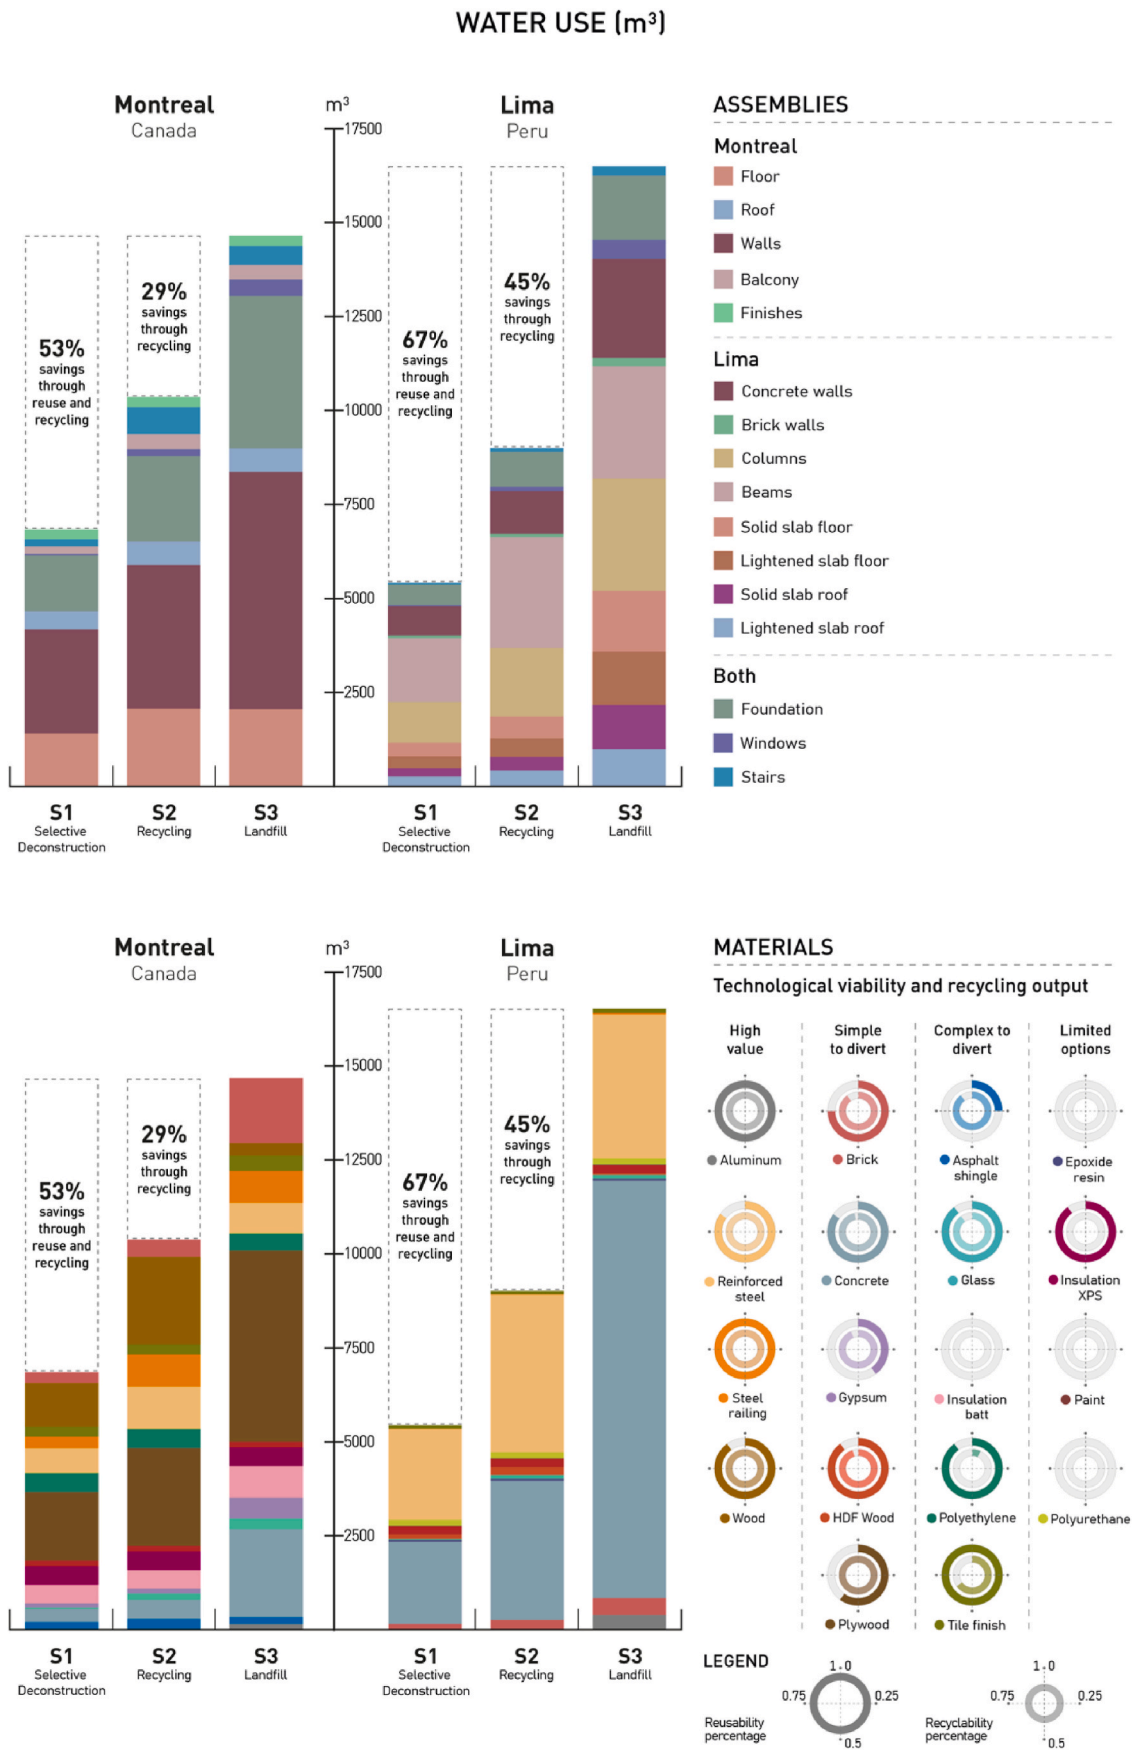 WATER USE (m³)
Montreal
Canada
m³
Lima
Peru
17500
15000
12500
10000
7500
5000
2500
53%
savings
through
reuse and
recycling
29%
savings
through
recycling
67%
savings
through
reuse and
recycling
45%
savings
through
recycling
S1
Selective
Deconstruction
S2
Recycling
S3
Landfill
S1
Selective
Deconstruction
S2
Recycling
S3
Landfill
ASSEMBLIES
Montreal
Floor
Roof
Walls
Balcony
Finishes
Lima
Concrete walls
Brick walls
Columns
Beams
Solid slab floor
Lightened slab floor
Solid slab roof
Lightened slab roof
Both
Foundation
Windows
Stairs
Montreal
Canada
m³
Lima
Peru
17500
15000
12500
10000
7500
5000
2500
53%
savings
through
reuse and
recycling
29%
savings
through
recycling
67%
savings
through
reuse and
recycling
45%
savings
through
recycling
S1
Selective
Deconstruction
S2
Recycling
S3
Landfill
S1
Selective
Deconstruction
S2
Recycling
S3
Landfill
MATERIALS
Technological viability and recycling output
High
value
Simple
to divert
Complex to
divert
Limited
options
Aluminum
Brick
Asphalt
shingle
Epoxide
resin
Reinforced
steel
Concrete
Glass
Insulation
XPS
Steel
railing
Gypsum
Insulation
batt
Paint
Wood
HDF Wood
Polyethylene
Polyurethane
Plywood
Tile finish
LEGEND
1.0
0.75
0.25
0.5
Reusability
percentage
1.0
0.75
0.25
0.5
Recyclability
percentage